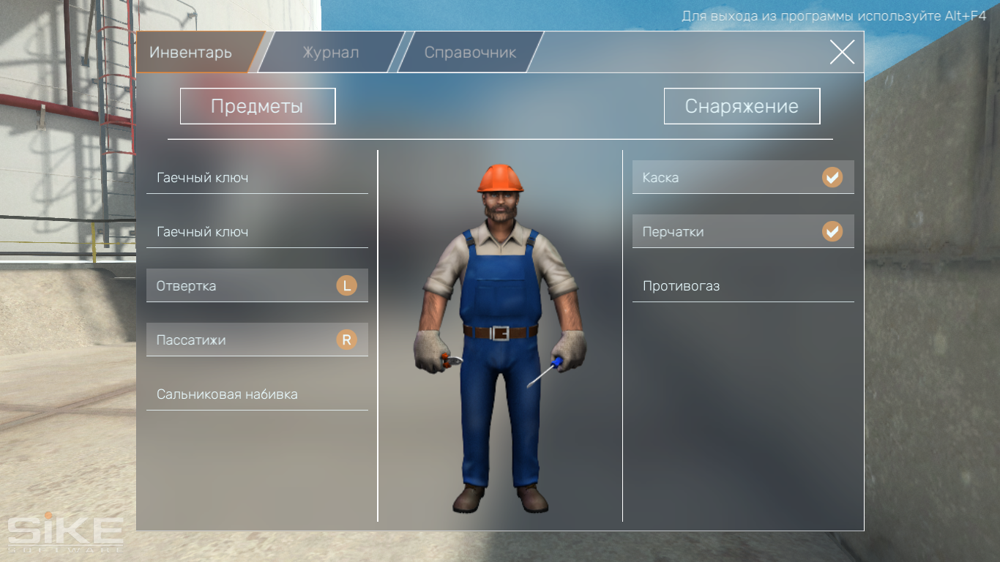 Для выхода из программы используйте Alt+F4
Инвентарь
Журнал
Справочник
Предметы
Снаряжение
Гаечный ключ
Гаечный ключ
Отвертка L
Пассатижи R
Сальниковая набивка
Каска
Перчатки
Противогаз
SiKE
SOFTWARE